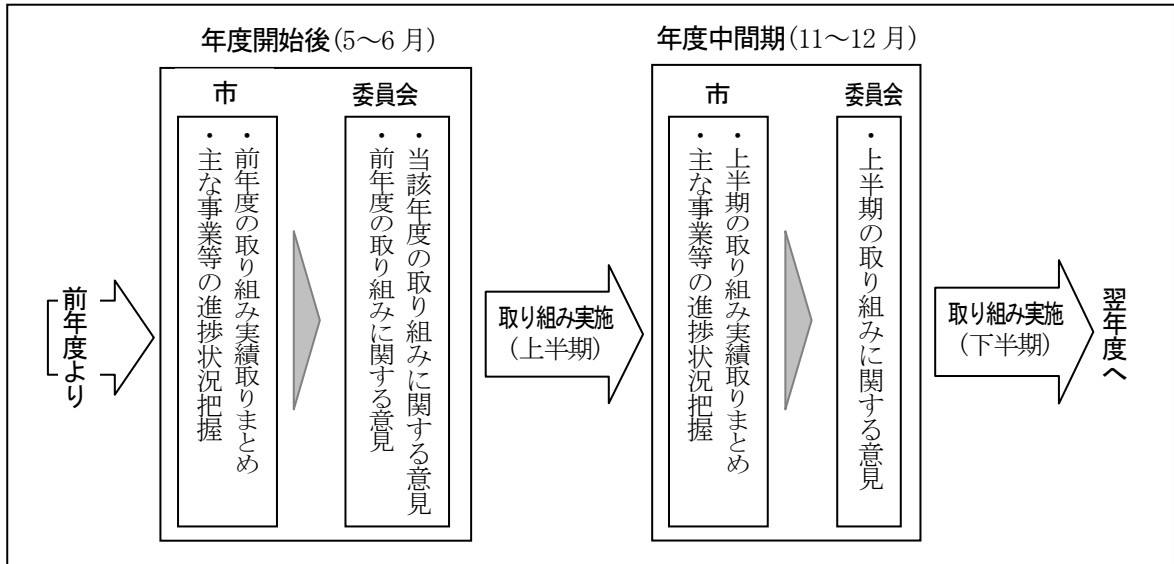 年度開始後(5～6 月)
市
・前年度の取り組み実績取りまとめ
・主な事業等の進捗状況把握
委員会
・当該年度の取り組みに関する意見
・前年度の取り組みに関する意見
前年度より
取り組み実施
(上半期)
年度中間期(11～12 月)
市
・上半期の取り組み実績取りまとめ
・主な事業等の進捗状況把握
委員会
・上半期の取り組みに関する意見
取り組み実施
(下半期)
翌年度へ